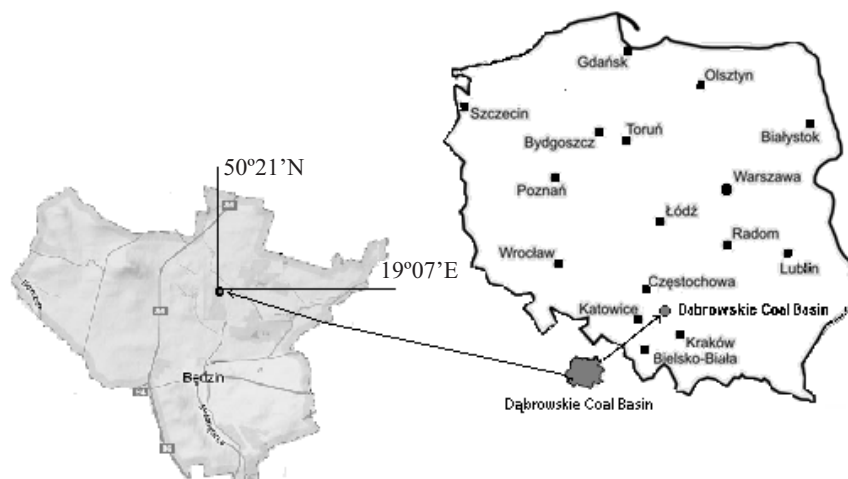 Gdańsk
Olsztyn
Szczecin
Bydgoszcz
Toruń
Białystok
50º21'N
Poznań
Warszawa
Łódź
Radom
Wrocław
Lublin
19º07'E
Częstochowa
Katowice
Dąbrowskie Coal Basin
Kraków
Bielsko-Biała
Będzin
Dąbrowskie Coal Basin